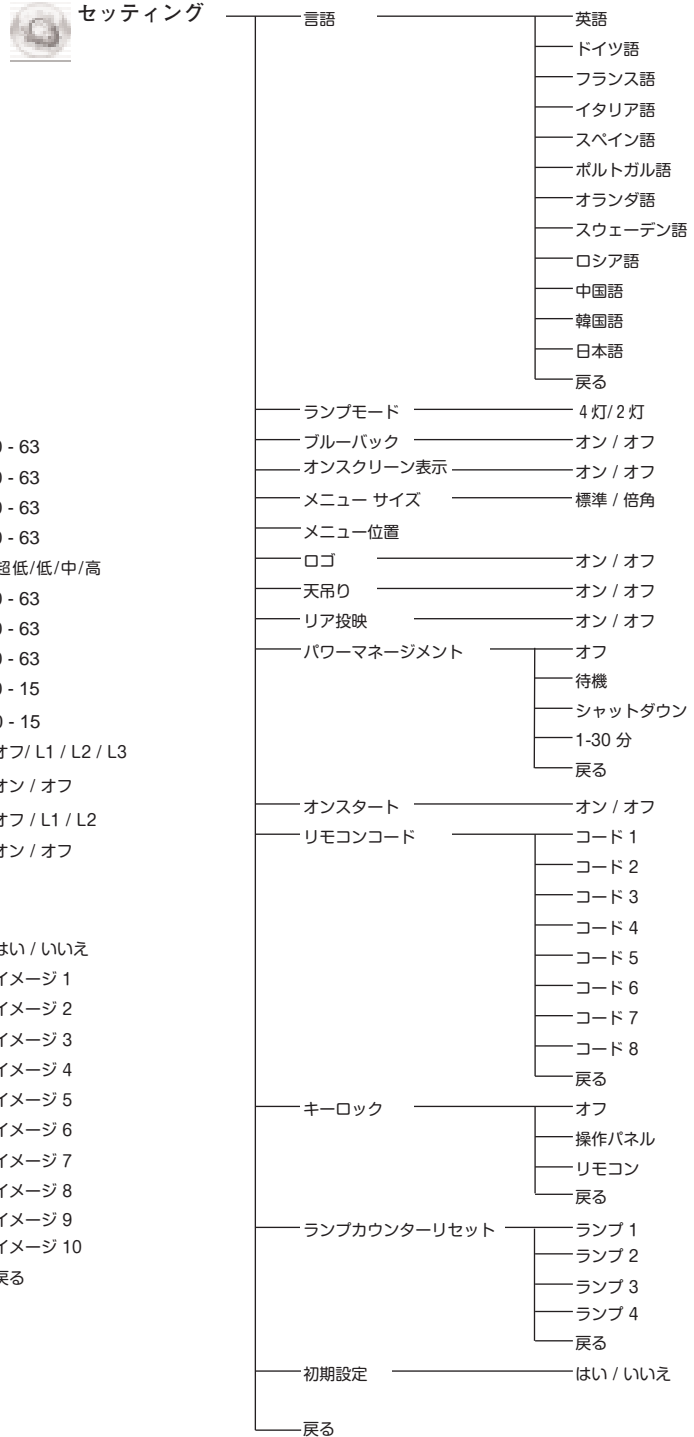 セッティング
言語
英語
ドイツ語
フランス語
イタリア語
スペイン語
ポルトガル語
オランダ語
スウェーデン語
ロシア語
中国語
韓国語
日本語
戻る
ランプモード 4 灯/ 2 灯
ブルーバック オン / オフ
オンスクリーン表示 オン / オフ
メニュー サイズ 標準 / 倍角
メニュー位置
ロゴ オン / オフ
天吊り オン / オフ
リア投映 オン / オフ
パワーマネージメント オフ
待機
シャットダウン
1-30 分
戻る
オンスタート オン / オフ
リモコンコード コード 1
コード 2
コード 3
コード 4
コード 5
コード 6
コード 7
コード 8
戻る
キーロック オフ
操作パネル
リモコン
戻る
ランプカウンターリセット ランプ 1
ランプ 2
ランプ 3
ランプ 4
戻る
初期設定 はい / いいえ
戻る
- 63
- 63
- 63
- 63
超低/低/中/高
- 63
- 63
- 63
- 15
- 15
オフ/ L1 / L2 / L3
オン / オフ
オフ / L1 / L2
オン / オフ
はい / いいえ
イメージ 1
イメージ 2
イメージ 3
イメージ 4
イメージ 5
イメージ 6
イメージ 7
イメージ 8
イメージ 9
イメージ 10
戻る